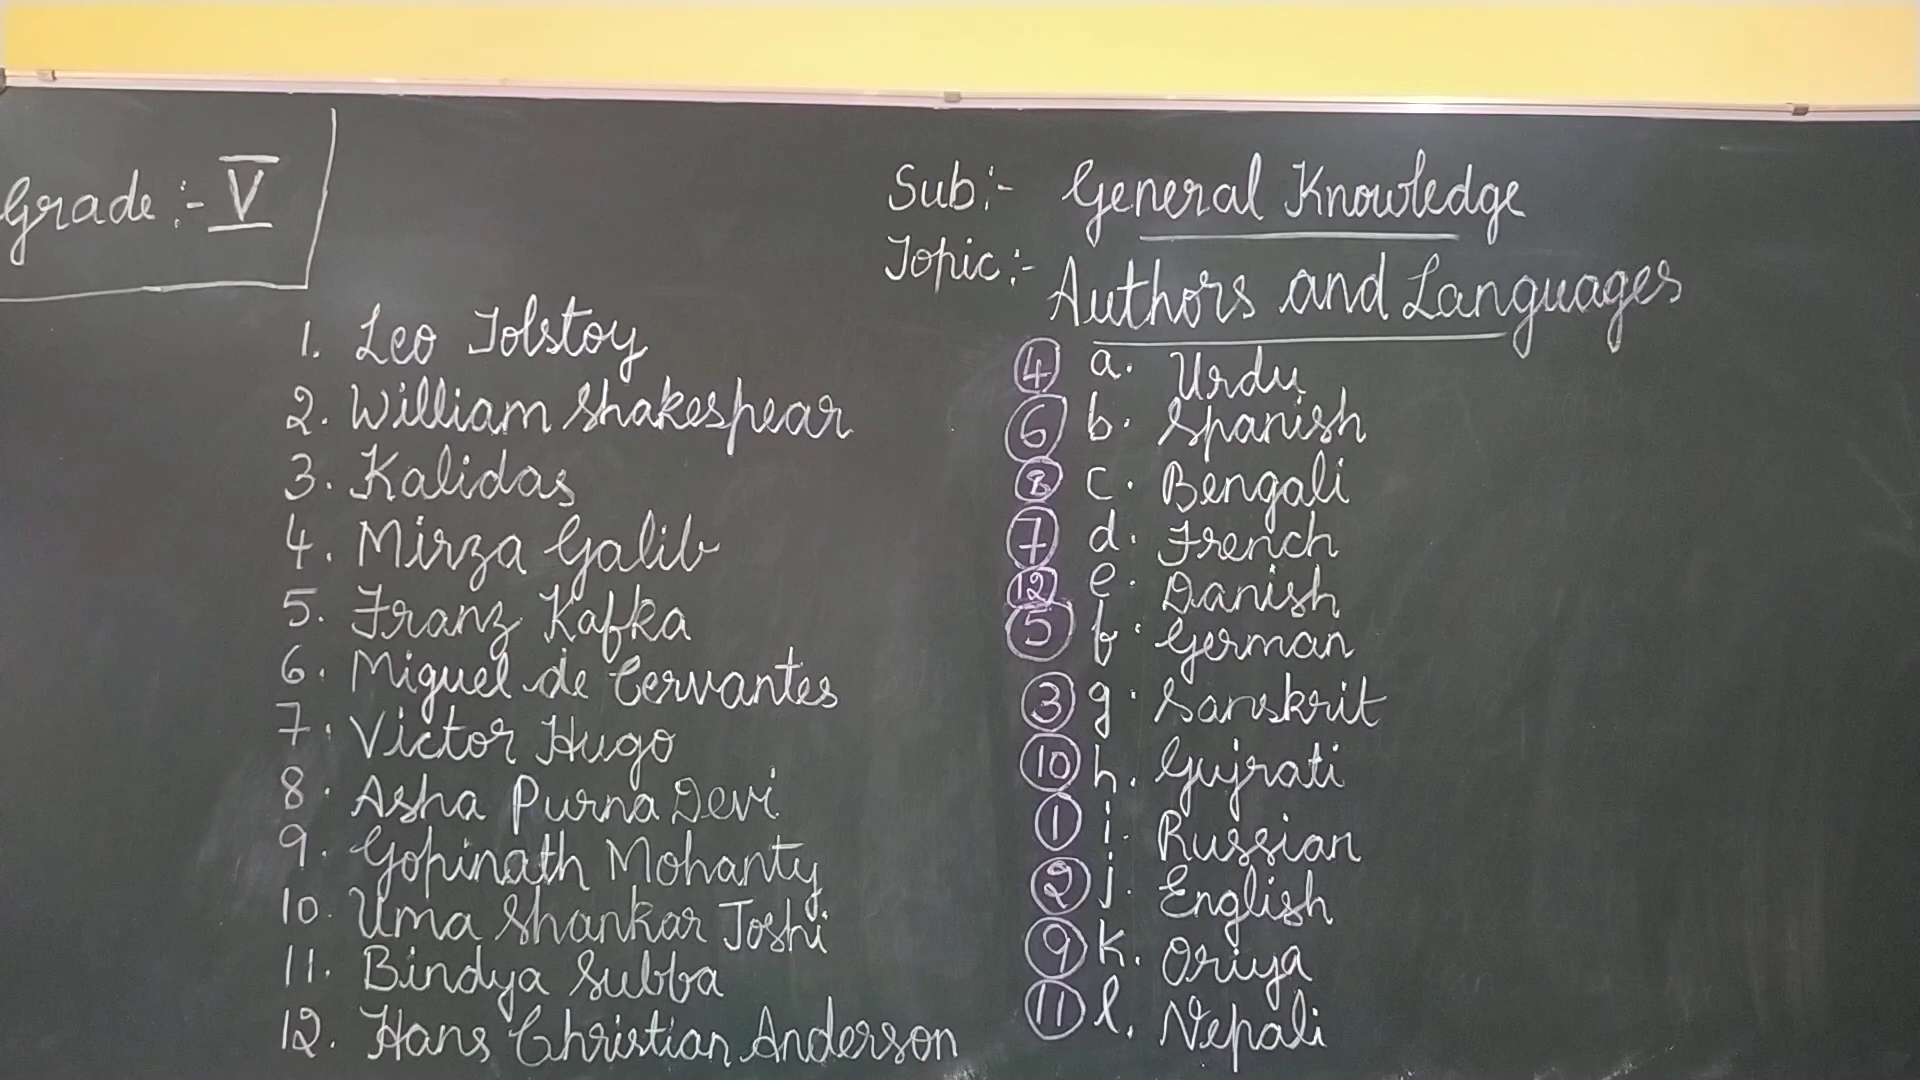 Grade :- V
Sub :- General Knowledge
Topic :- Authors and Languages
1. Leo Tolstoy
2. William Shakespear
3. Kalidas
4. Mirza Galib
5. Franz Kafka
6. Miguel de Cervantes
7. Victor Hugo
8. Asha Purna Devi
9. Gopinath Mohanty
10. Uma Shankar Joshi
11. Bindya Subba
12. Hans Christian Anderson
4 a. Urdu
6 b. Spanish
8 c. Bengali
7 d. French
12 e. Danish
5 f. German
3 g. Sanskrit
10 h. Gujrati
1 i. Russian
2 j. English
9 k. Oriya
11 l. Nepali